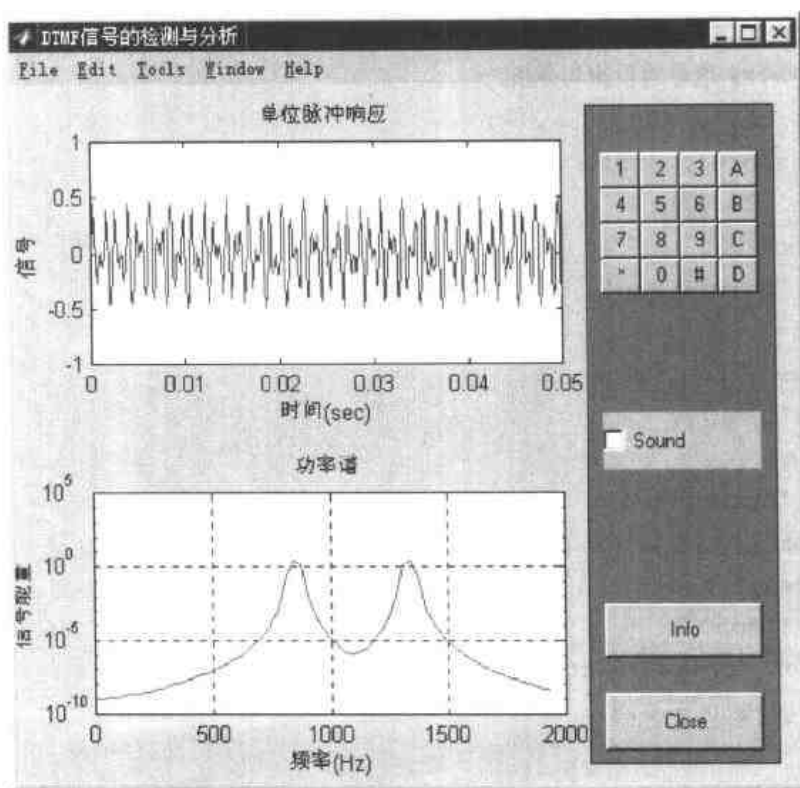 DTMF信号的检测与分析
File Edit Tools Window Help
单位脉冲响应
1
0.5
0
-0.5
-1
信号
0 0.01 0.02 0.03 0.04 0.05
时间(sec)
功率谱
10^5
10^0
10^-5
10^-10
信号能量
0 500 1000 1500 2000
频率(Hz)
1 2 3 A
4 5 6 B
7 8 9 C
* 0 # D
Sound
Info
Close